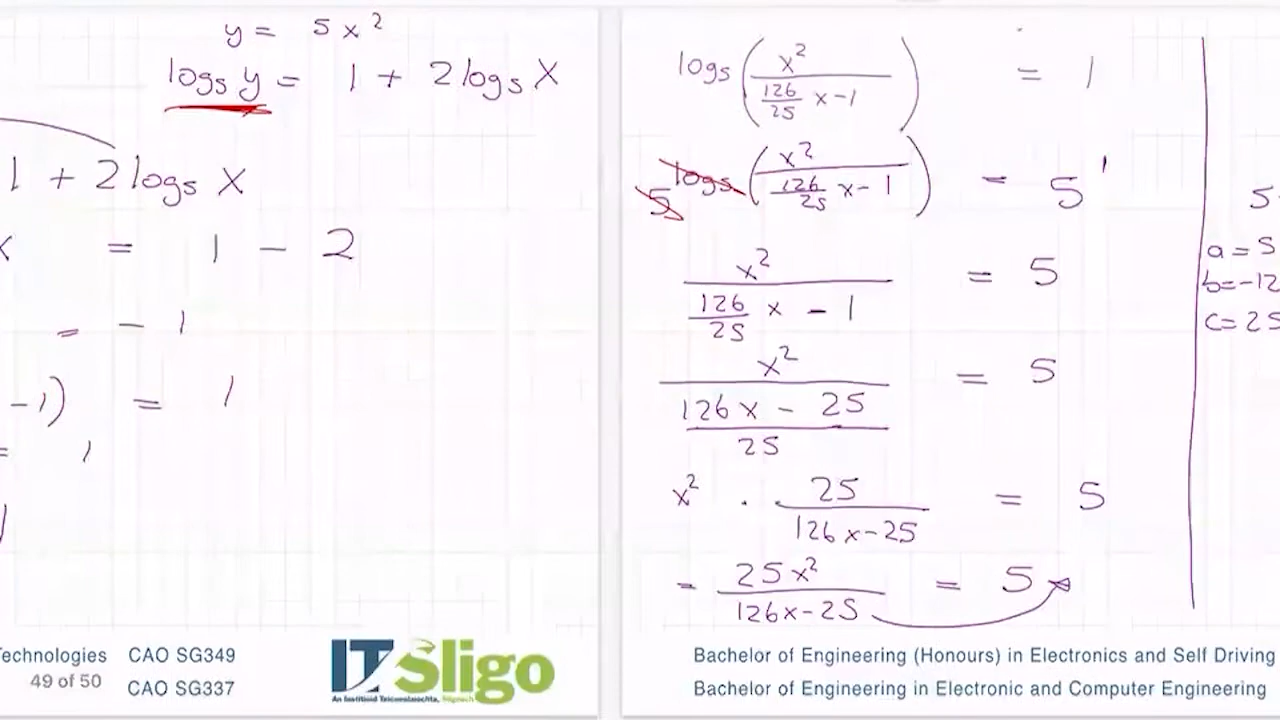 y = 5x²
log₅ y = 1 + 2log₅ X
1 + 2log₅ X
x = 1 - 2
= -1
-1) = 1
= 1
log₅(x² / (126/25 x-1)) = 1
5 log₅(x² / (126/25 x-1)) = 5¹
x² / (126/25 x - 1) = 5
x² / ((126x - 25) / 25) = 5
x² · 25 / (126x-25) = 5
= 25x² / (126x-25) = 5
5
a = 5
b=-12
c=25
Technologies CAO SG349
49 of 50
CAO SG337
IT Sligo
An Institiúid Teicneolaíochta, Sligeach
Bachelor of Engineering (Honours) in Electronics and Self Driving
Bachelor of Engineering in Electronic and Computer Engineering